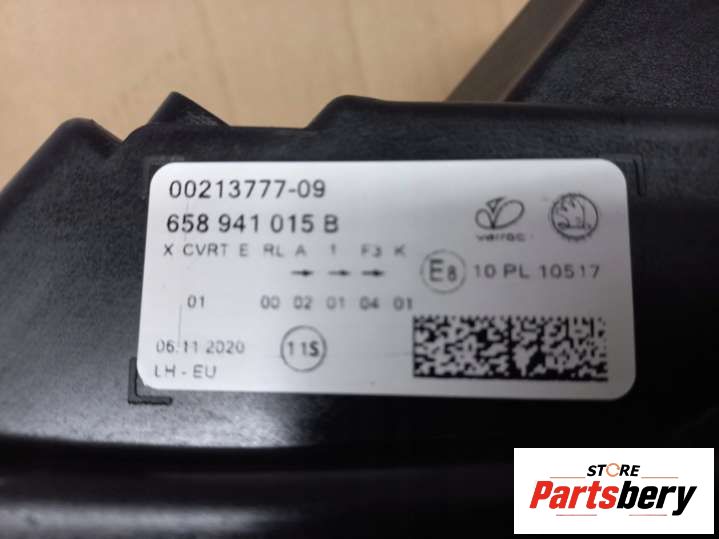 00213777-09
658 941 015 B
varroc
X CVRT E RL A 1 F3 K
E8 10 PL 10517
01 00 02 01 04 01
06.11.2020
11S
LH - EU
STORE
Partsbery